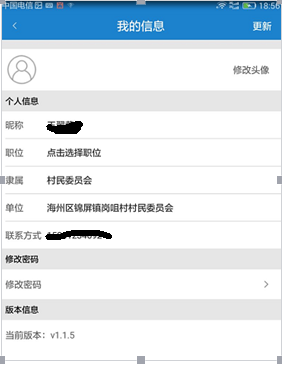 中国电信 18:56
我的信息 更新
修改头像
个人信息
昵称
职位 点击选择职位
隶属 村民委员会
单位 海州区锦屏镇岗咀村村民委员会
联系方式
修改密码
修改密码
版本信息
当前版本：v1.1.5